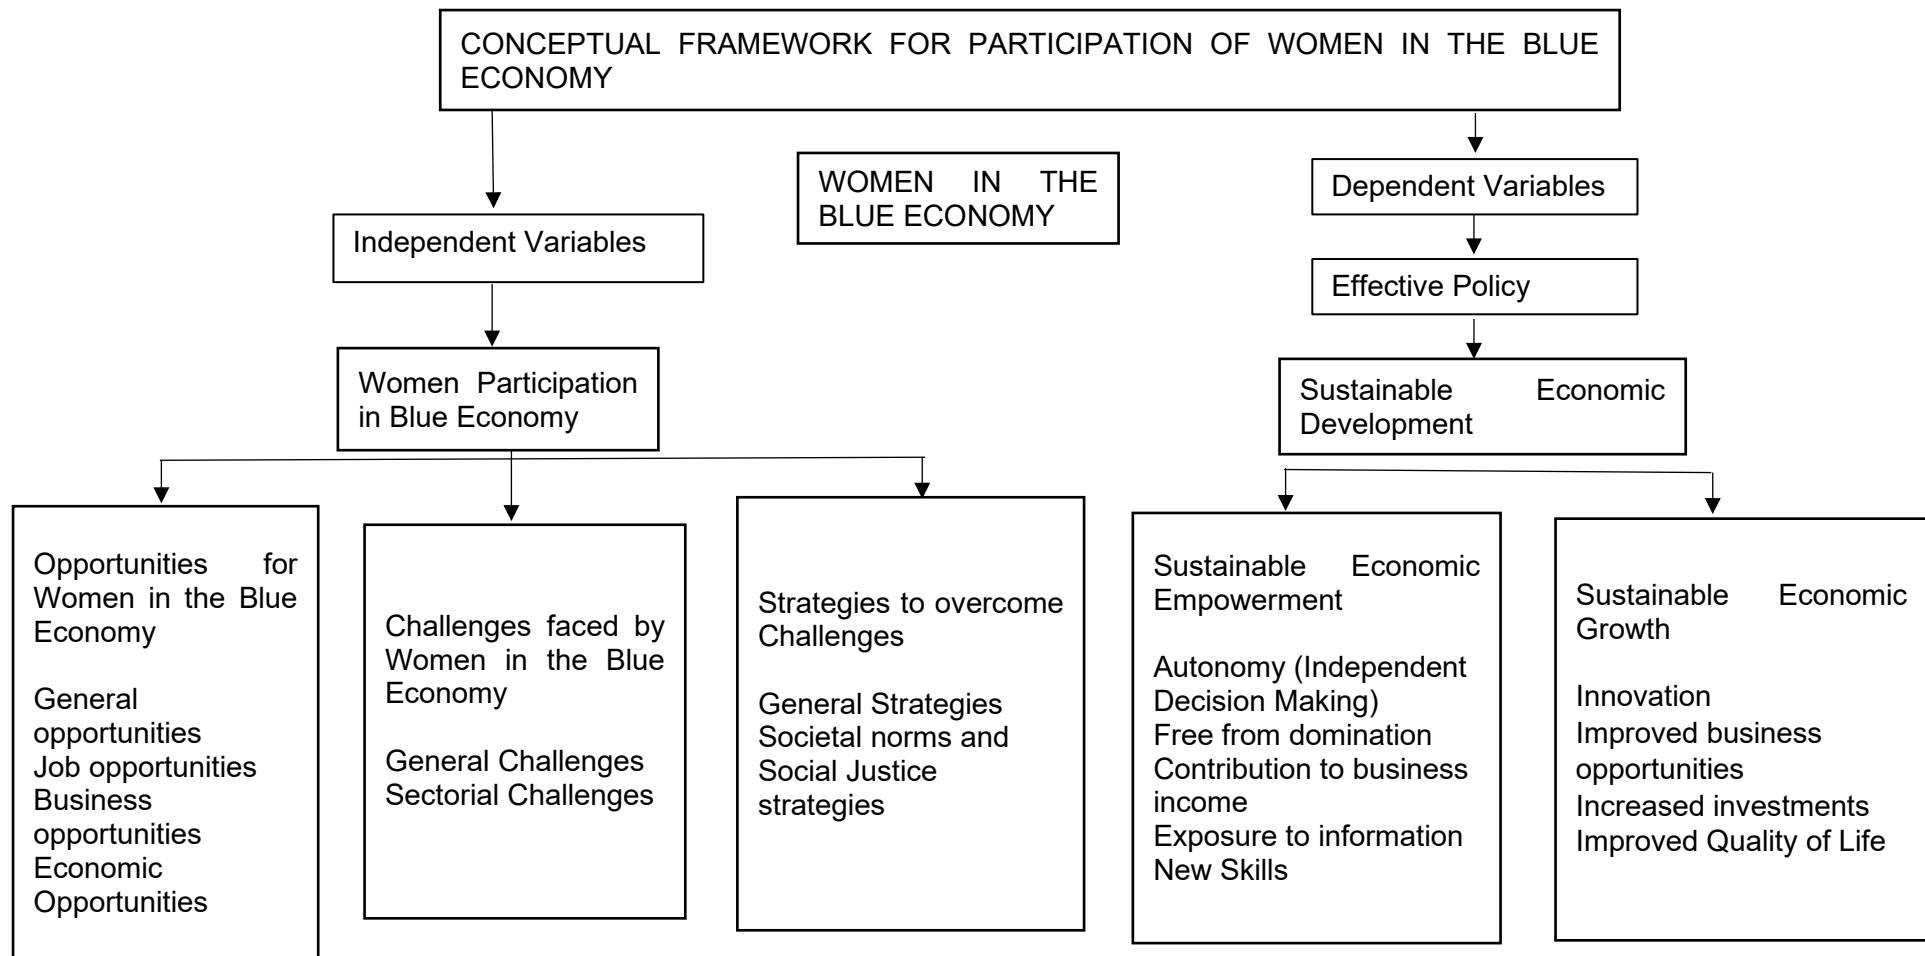 CONCEPTUAL FRAMEWORK FOR PARTICIPATION OF WOMEN IN THE BLUE
ECONOMY
WOMEN IN THE
BLUE ECONOMY
Independent Variables
Dependent Variables
Effective Policy
Women Participation
in Blue Economy
Sustainable Economic
Development
Opportunities for
Women in the Blue
Economy
General
opportunities
Job opportunities
Business
opportunities
Economic
Opportunities
Challenges faced by
Women in the Blue
Economy
General Challenges
Sectorial Challenges
Strategies to overcome
Challenges
General Strategies
Societal norms and
Social Justice
strategies
Sustainable Economic
Empowerment
Autonomy (Independent
Decision Making)
Free from domination
Contribution to business
income
Exposure to information
New Skills
Sustainable Economic
Growth
Innovation
Improved business
opportunities
Increased investments
Improved Quality of Life